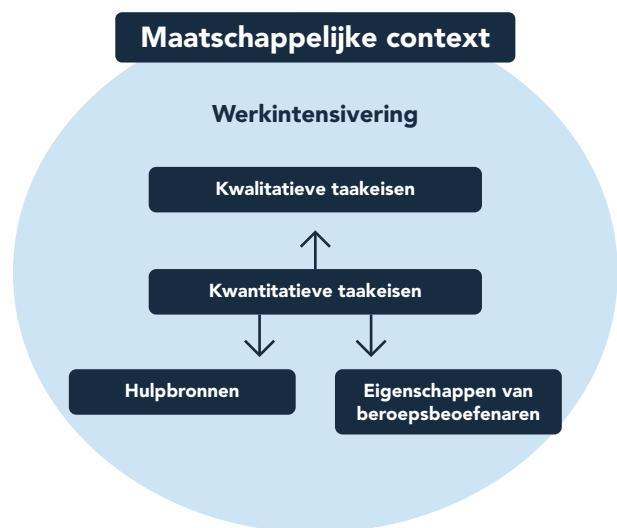 Maatschappelijke context
Werkintensivering
Kwalitatieve taakeisen
Kwantitatieve taakeisen
Hulpbronnen
Eigenschappen van
beroepsbeoefenaren